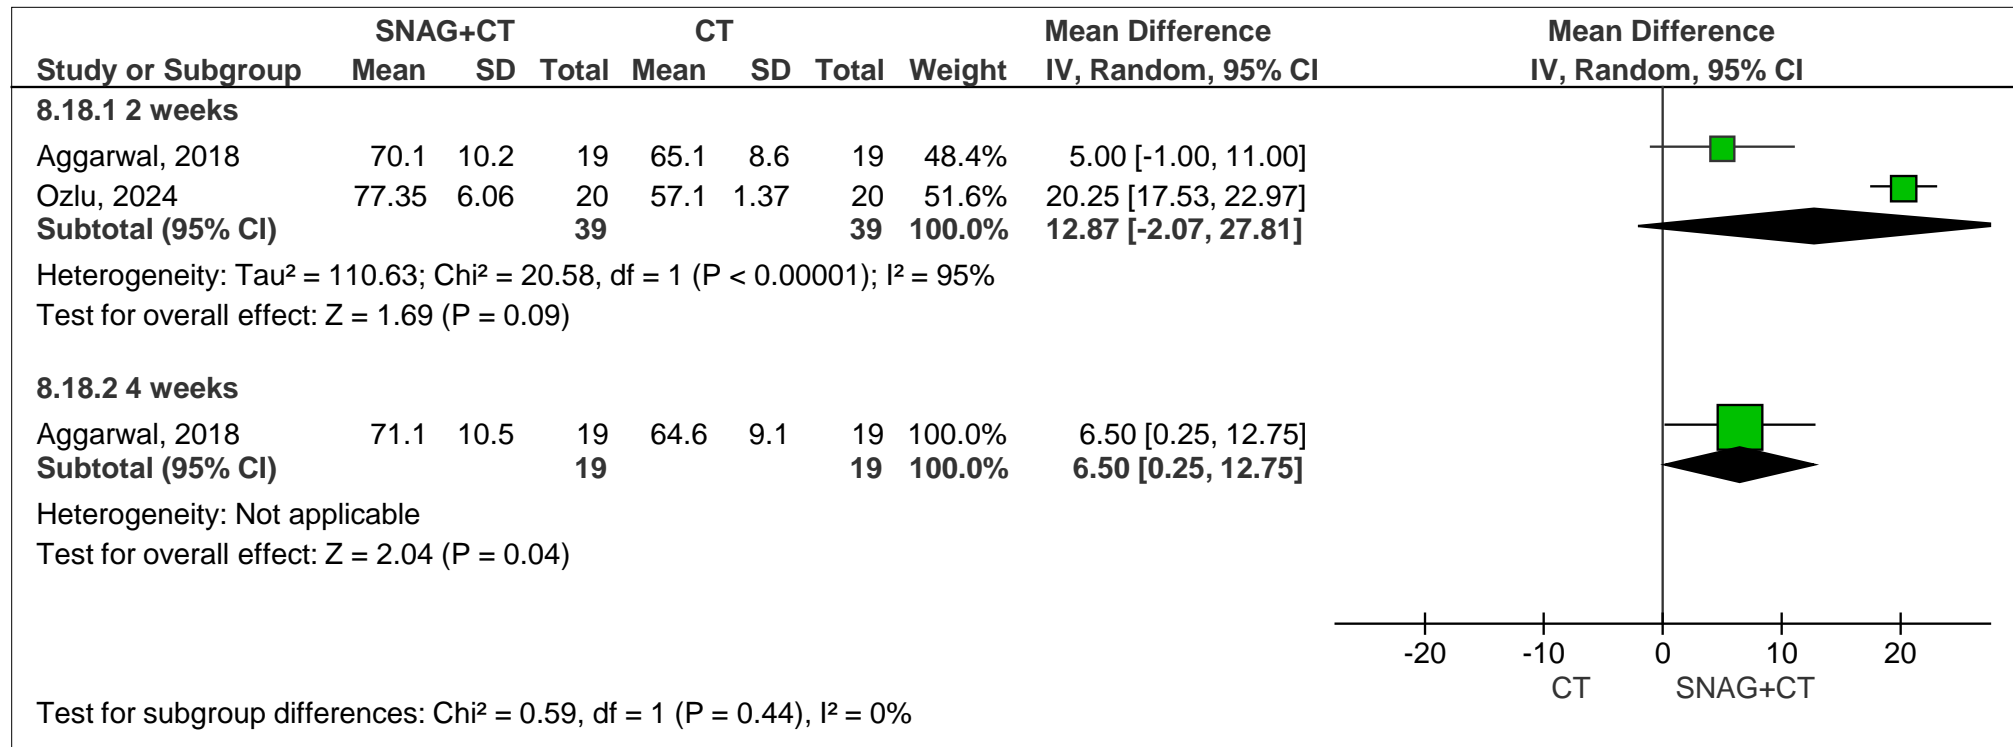 SNAG+CT CT Mean Difference Mean Difference
Study or Subgroup Mean SD Total Mean SD Total Weight IV, Random, 95% CI IV, Random, 95% CI
8.18.1 2 weeks
Aggarwal, 2018 70.1 10.2 19 65.1 8.6 19 48.4% 5.00 [-1.00, 11.00]
Ozlu, 2024 77.35 6.06 20 57.1 1.37 20 51.6% 20.25 [17.53, 22.97]
Subtotal (95% CI) 39 39 100.0% 12.87 [-2.07, 27.81]
Heterogeneity: Tau² = 110.63; Chi² = 20.58, df = 1 (P < 0.00001); I² = 95%
Test for overall effect: Z = 1.69 (P = 0.09)
8.18.2 4 weeks
Aggarwal, 2018 71.1 10.5 19 64.6 9.1 19 100.0% 6.50 [0.25, 12.75]
Subtotal (95% CI) 19 19 100.0% 6.50 [0.25, 12.75]
Heterogeneity: Not applicable
Test for overall effect: Z = 2.04 (P = 0.04)
-20 -10 0 10 20
CT SNAG+CT
Test for subgroup differences: Chi² = 0.59, df = 1 (P = 0.44), I² = 0%